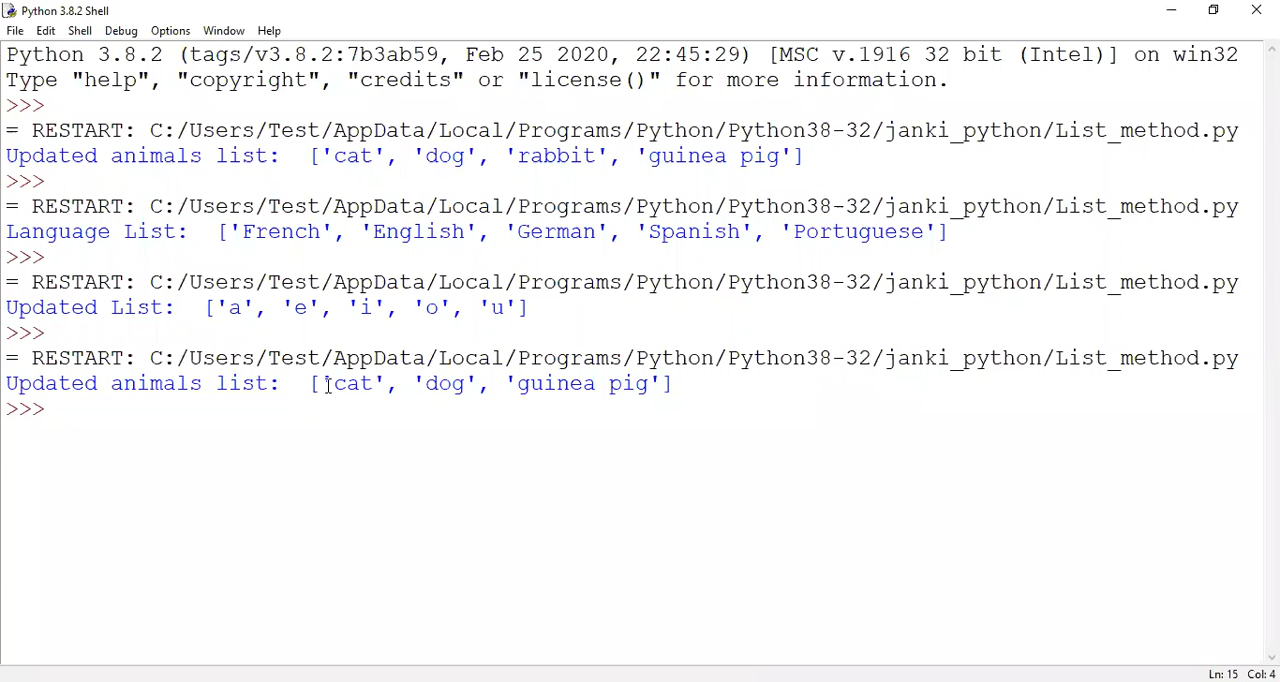 Python 3.8.2 Shell
File Edit Shell Debug Options Window Help
Python 3.8.2 (tags/v3.8.2:7b3ab59, Feb 25 2020, 22:45:29) [MSC v.1916 32 bit (Intel)] on win32
Type "help", "copyright", "credits" or "license()" for more information.
>>>
= RESTART: C:/Users/Test/AppData/Local/Programs/Python/Python38-32/janki_python/List_method.py
Updated animals list:  ['cat', 'dog', 'rabbit', 'guinea pig']
>>>
= RESTART: C:/Users/Test/AppData/Local/Programs/Python/Python38-32/janki_python/List_method.py
Language List:  ['French', 'English', 'German', 'Spanish', 'Portuguese']
>>>
= RESTART: C:/Users/Test/AppData/Local/Programs/Python/Python38-32/janki_python/List_method.py
Updated List:  ['a', 'e', 'i', 'o', 'u']
>>>
= RESTART: C:/Users/Test/AppData/Local/Programs/Python/Python38-32/janki_python/List_method.py
Updated animals list:  ['cat', 'dog', 'guinea pig']
>>>
Ln: 15 Col: 4